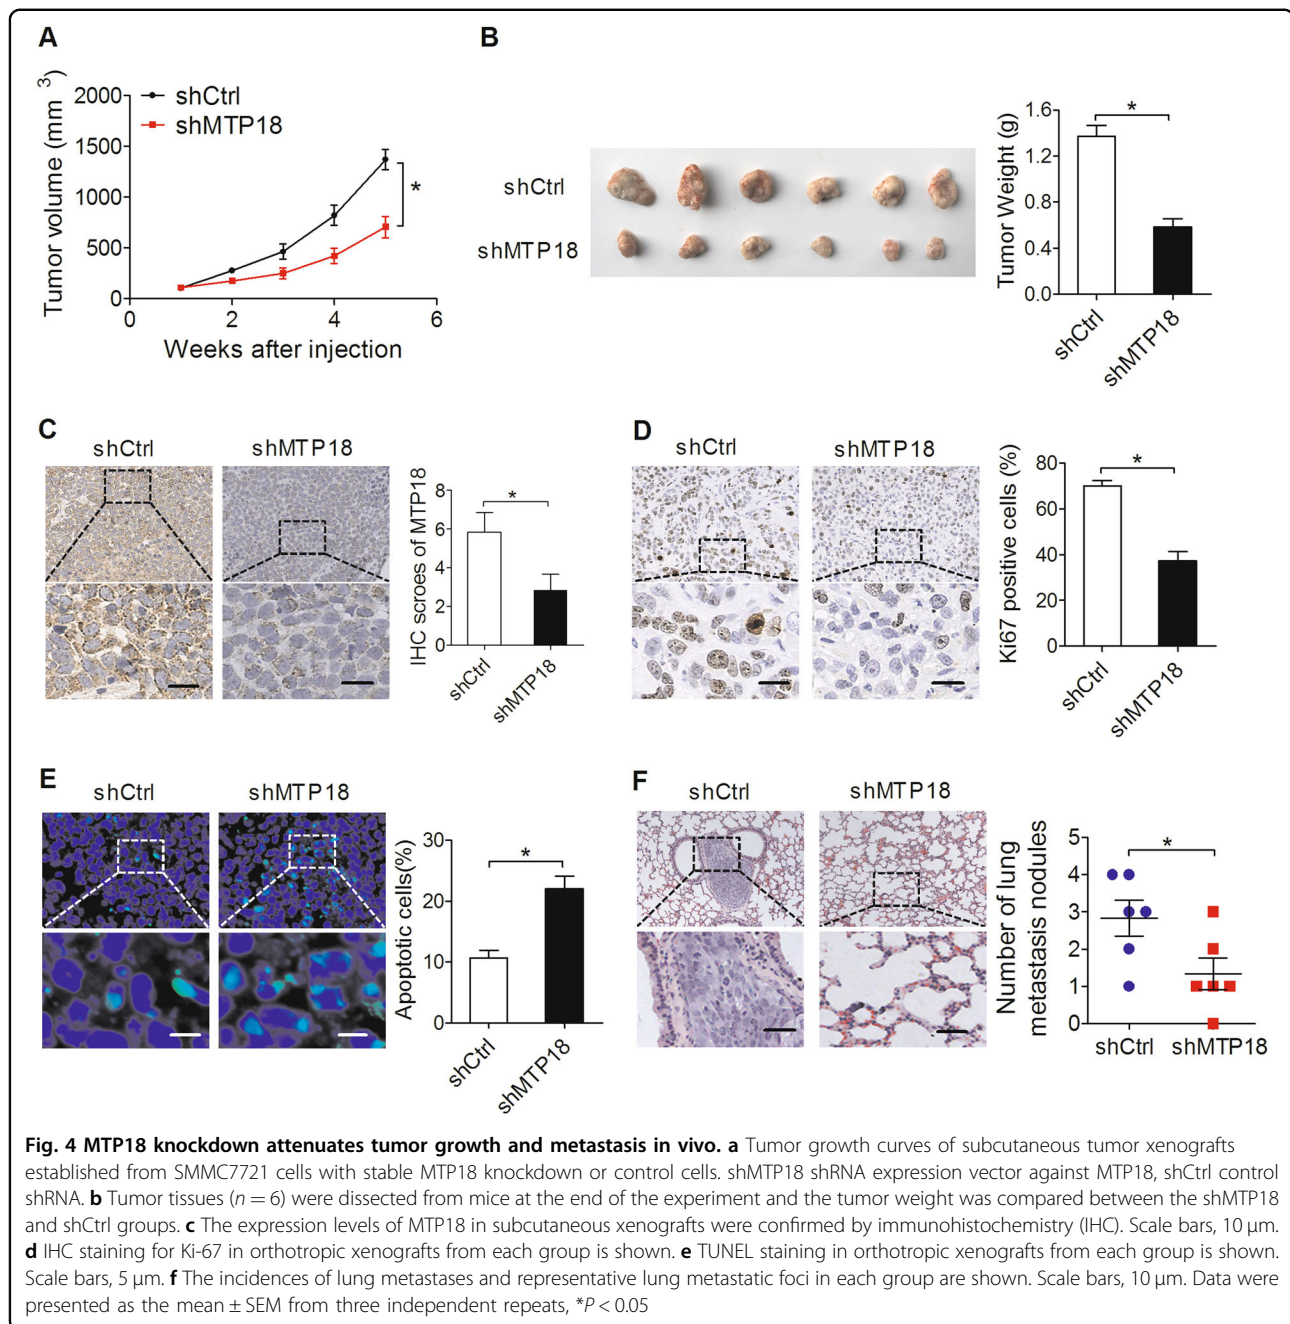 A
Tumor volume (mm 3)
2000
1500
1000
500
0
shCtrl
shMTP18
*
0 2 4 6
Weeks after injection
B
shCtrl
shMTP18
Tumor Weight (g)
1.6
1.2
0.8
0.4
0.0
*
shCtrl
shMTP18
C
shCtrl shMTP18
IHC scroes of MTP18
8
6
4
2
0
*
shCtrl
shMTP18
D
shCtrl shMTP18
Ki67 positive cells (%)
80
60
40
20
0
*
shCtrl
shMTP18
E
shCtrl shMTP18
Apoptotic cells(%)
30
20
10
0
*
shCtrl
shMTP18
F
shCtrl shMTP18
Number of lung
metastasis nodules
5
4
3
2
1
0
*
shCtrl shMTP18
Fig. 4 MTP18 knockdown attenuates tumor growth and metastasis in vivo. a Tumor growth curves of subcutaneous tumor xenografts
established from SMMC7721 cells with stable MTP18 knockdown or control cells. shMTP18 shRNA expression vector against MTP18, shCtrl control
shRNA. b Tumor tissues (n = 6) were dissected from mice at the end of the experiment and the tumor weight was compared between the shMTP18
and shCtrl groups. c The expression levels of MTP18 in subcutaneous xenografts were confirmed by immunohistochemistry (IHC). Scale bars, 10 µm.
d IHC staining for Ki-67 in orthotropic xenografts from each group is shown. e TUNEL staining in orthotropic xenografts from each group is shown.
Scale bars, 5 µm. f The incidences of lung metastases and representative lung metastatic foci in each group are shown. Scale bars, 10 µm. Data were
presented as the mean ± SEM from three independent repeats, *P < 0.05